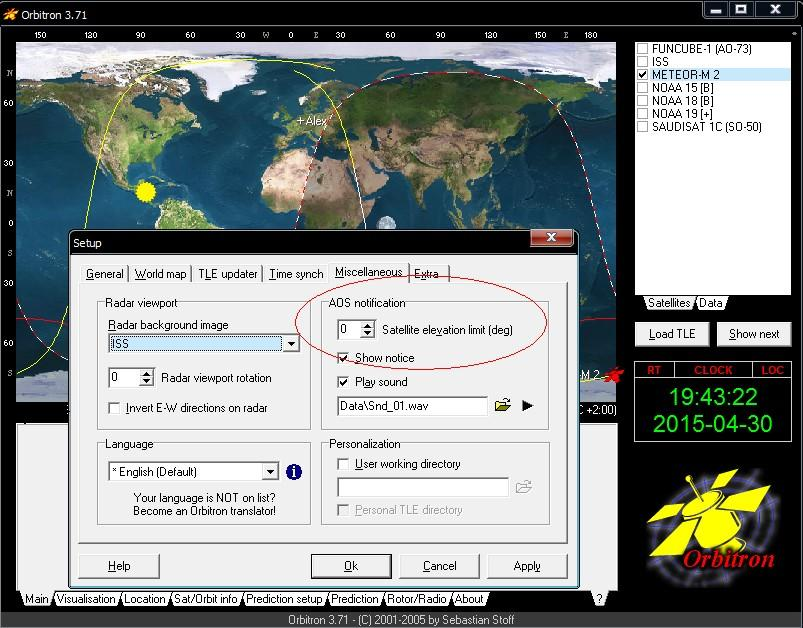 Orbitron 3.71
150 120 90 60 30 W 0 E 30 60 90 120 150 E 180
N
60
30
N
0
S
30
60
S
+Alex
M 2
C +2:00)
Setup
General World map TLE updater Time synch Miscellaneous Extra
Radar viewport
Radar background image
ISS
0 Radar viewport rotation
Invert E-W directions on radar
AOS notification
0 Satellite elevation limit (deg)
Show notice
Play sound
Data\Snd_01.wav
Language
* English (Default)
Your language is NOT on list?
Become an Orbitron translator!
Personalization
User working directory
Personal TLE directory
Help Ok Cancel Apply
FUNCUBE-1 (AO-73)
ISS
METEOR-M 2
NOAA 15 [B]
NOAA 18 [B]
NOAA 19 [+]
SAUDISAT 1C (SO-50)
Satellites Data
Load TLE Show next
RT CLOCK LOC
19:43:22
2015-04-30
Orbitron
Main Visualisation Location Sat/Orbit info Prediction setup Prediction Rotor/Radio About ?
Orbitron 3.71 - (C) 2001-2005 by Sebastian Stoff